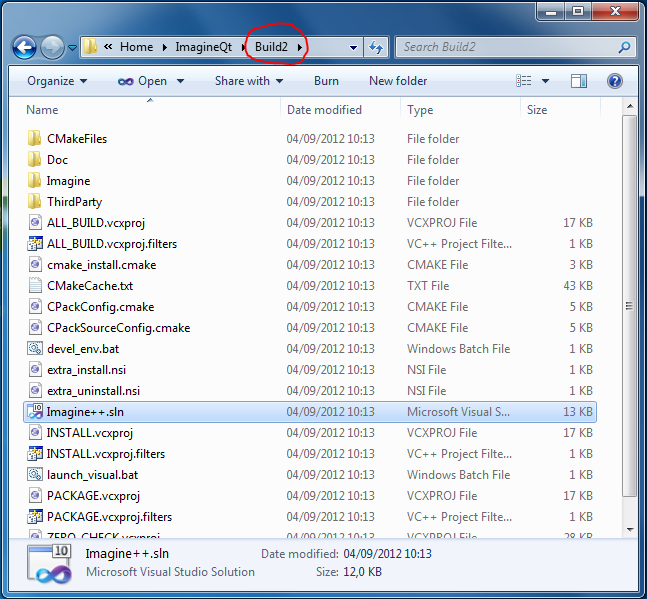 « Home ImagineQt Build2 Search Build2
Organize Open Share with Burn New folder
Name Date modified Type Size
CMakeFiles 04/09/2012 10:13 File folder
Doc 04/09/2012 10:13 File folder
Imagine 04/09/2012 10:13 File folder
ThirdParty 04/09/2012 10:13 File folder
ALL_BUILD.vcxproj 04/09/2012 10:13 VCXPROJ File 17 KB
ALL_BUILD.vcxproj.filters 04/09/2012 10:13 VC++ Project Filte... 1 KB
cmake_install.cmake 04/09/2012 10:13 CMAKE File 3 KB
CMakeCache.txt 04/09/2012 10:13 TXT File 43 KB
CPackConfig.cmake 04/09/2012 10:13 CMAKE File 5 KB
CPackSourceConfig.cmake 04/09/2012 10:13 CMAKE File 5 KB
devel_env.bat 04/09/2012 10:13 Windows Batch File 1 KB
extra_install.nsi 04/09/2012 10:13 NSI File 1 KB
extra_uninstall.nsi 04/09/2012 10:13 NSI File 1 KB
Imagine++.sln 04/09/2012 10:13 Microsoft Visual S... 13 KB
INSTALL.vcxproj 04/09/2012 10:13 VCXPROJ File 17 KB
INSTALL.vcxproj.filters 04/09/2012 10:13 VC++ Project Filte... 1 KB
launch_visual.bat 04/09/2012 10:13 Windows Batch File 1 KB
PACKAGE.vcxproj 04/09/2012 10:13 VCXPROJ File 17 KB
PACKAGE.vcxproj.filters 04/09/2012 10:13 VC++ Project Filte... 1 KB
ZERO_CHECK.vcxproj 04/09/2012 10:13 VCXPROJ File 28 KB
10 Imagine++.sln Date modified: 04/09/2012 10:13
Microsoft Visual Studio Solution Size: 12,0 KB